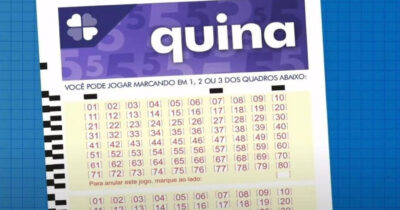 quina
VOCÊ PODE JOGAR MARCANDO EM 1, 2 OU 3 DOS QUADROS ABAIXO:
01 02 03 04 05 06 07 08 09 10
11 12 13 14 15 16 17 18 19 20
21 22 23 24 25 26 27 28 29 30
31 32 33 34 35 36 37 38 39 40
41 42 43 44 45 46 47 48 49 50
51 52 53 54 55 56 57 58 59 60
61 62 63 64 65 66 67 68 69 70
71 72 73 74 75 76 77 78 79 80
Para anular este jogo, marque ao lado:
01 02 03 04 05 06 07 08 09 10